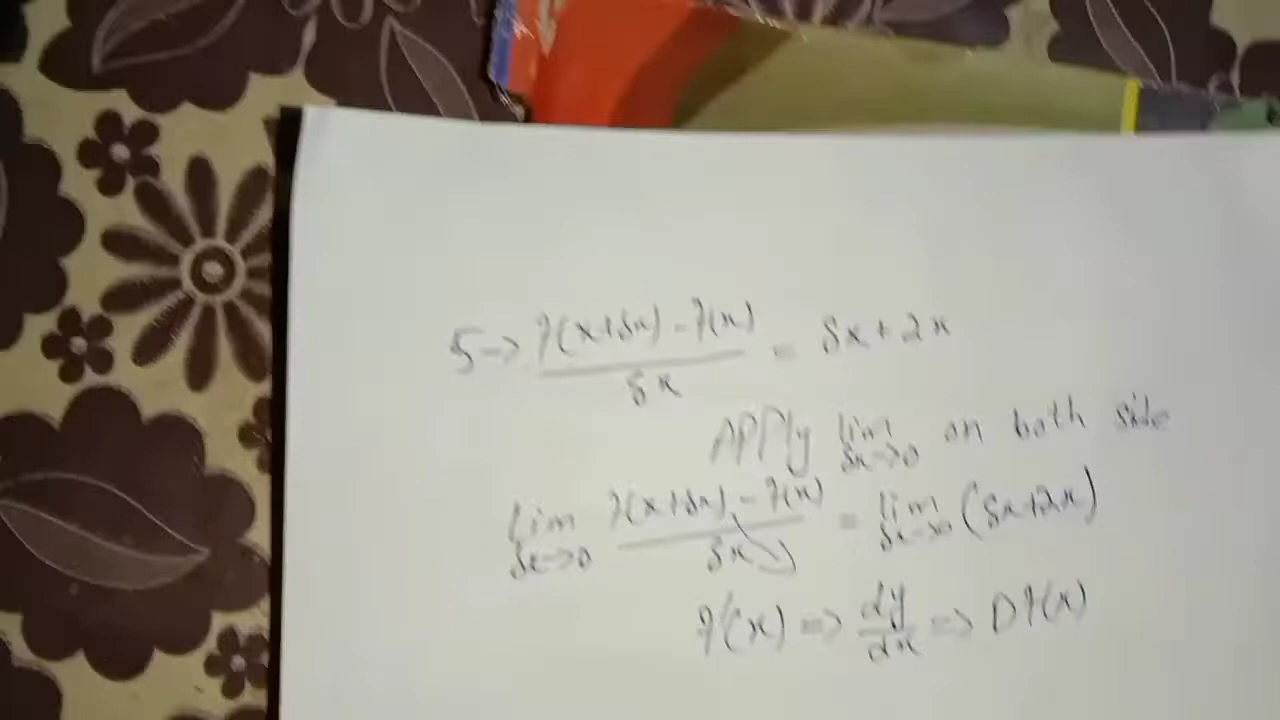 5-> f(x+δx) - f(x) / δx = δx + 2x
Apply lim δx->0 on both side
lim δx->0 f(x+δx) - f(x) / δx = lim δx->0 (δx+2x)
f'(x) => dy/dx => Df(x)